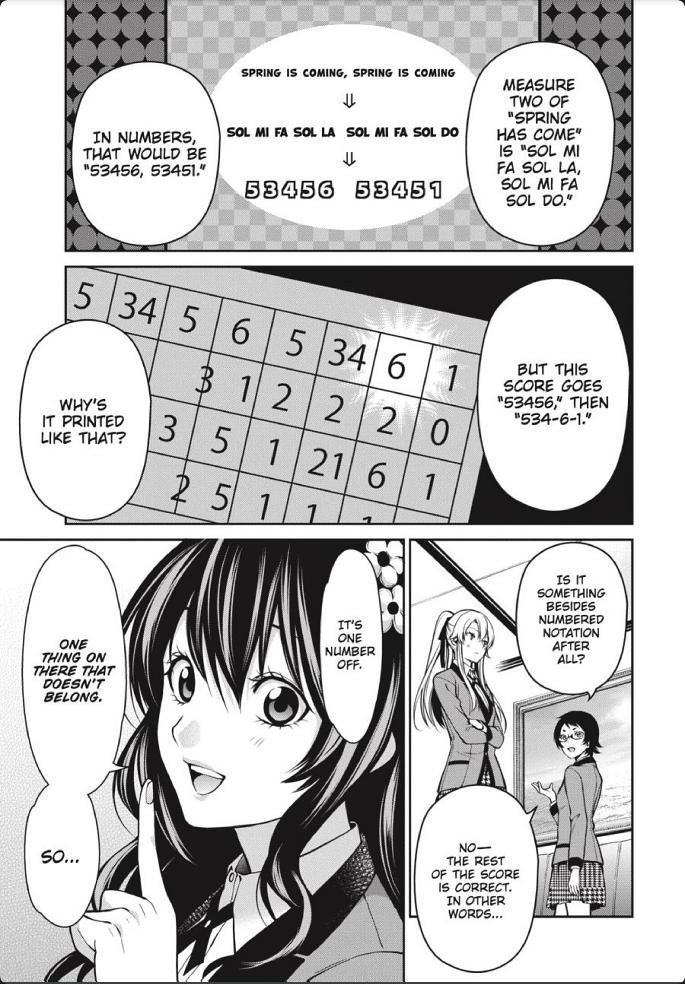 MEASURE
TWO OF
"SPRING
HAS COME"
IS "SOL MI
FA SOL LA,
SOL MI FA
SOL DO."
SPRING IS COMING, SPRING IS COMING
⇓
SOL MI FA SOL LA SOL MI FA SOL DO
⇓
53456 53451
IN NUMBERS,
THAT WOULD BE
"53456, 53451."
BUT THIS
SCORE GOES
"53456," THEN
"534-6-1."
5 34 5 6 5 34 6 1
3 1 2 2 2 0
3 5 1 21 6 1
2 5 1 1 1
WHY'S
IT PRINTED
LIKE THAT?
IS IT
SOMETHING
BESIDES
NUMBERED
NOTATION
AFTER
ALL?
NO—
THE REST
OF THE SCORE
IS CORRECT.
IN OTHER
WORDS...
IT'S
ONE
NUMBER
OFF.
ONE
THING ON
THERE THAT
DOESN'T
BELONG.
SO...